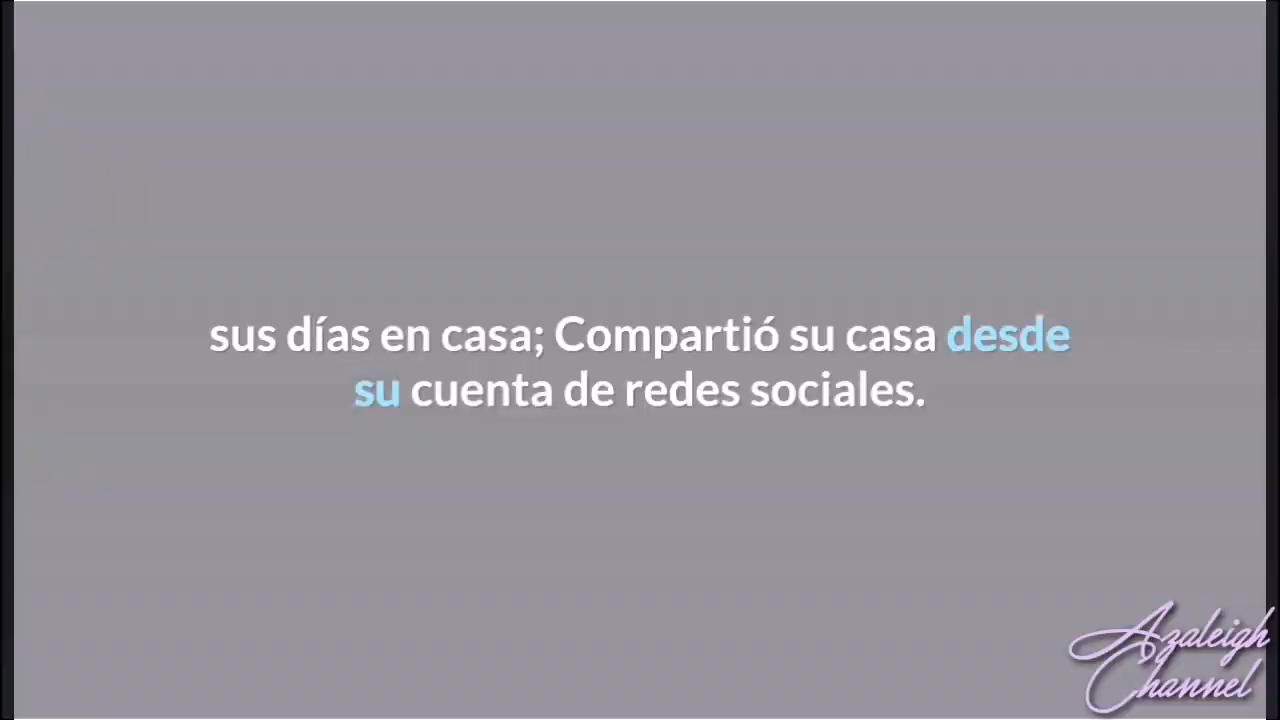 sus días en casa; Compartió su casa desde
su cuenta de redes sociales.
Azaleigh
Channel